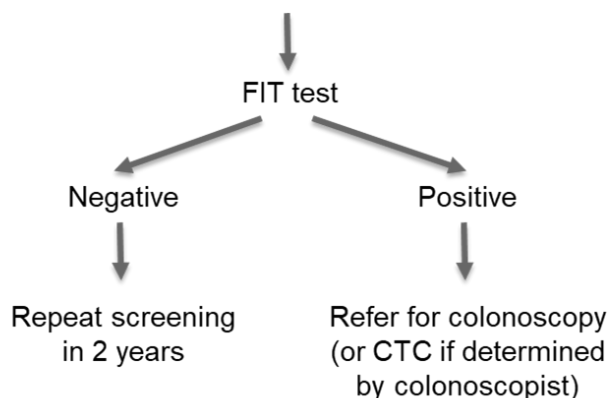 FIT test
Negative
Positive
Repeat screening
in 2 years
Refer for colonoscopy
(or CTC if determined
by colonoscopist)